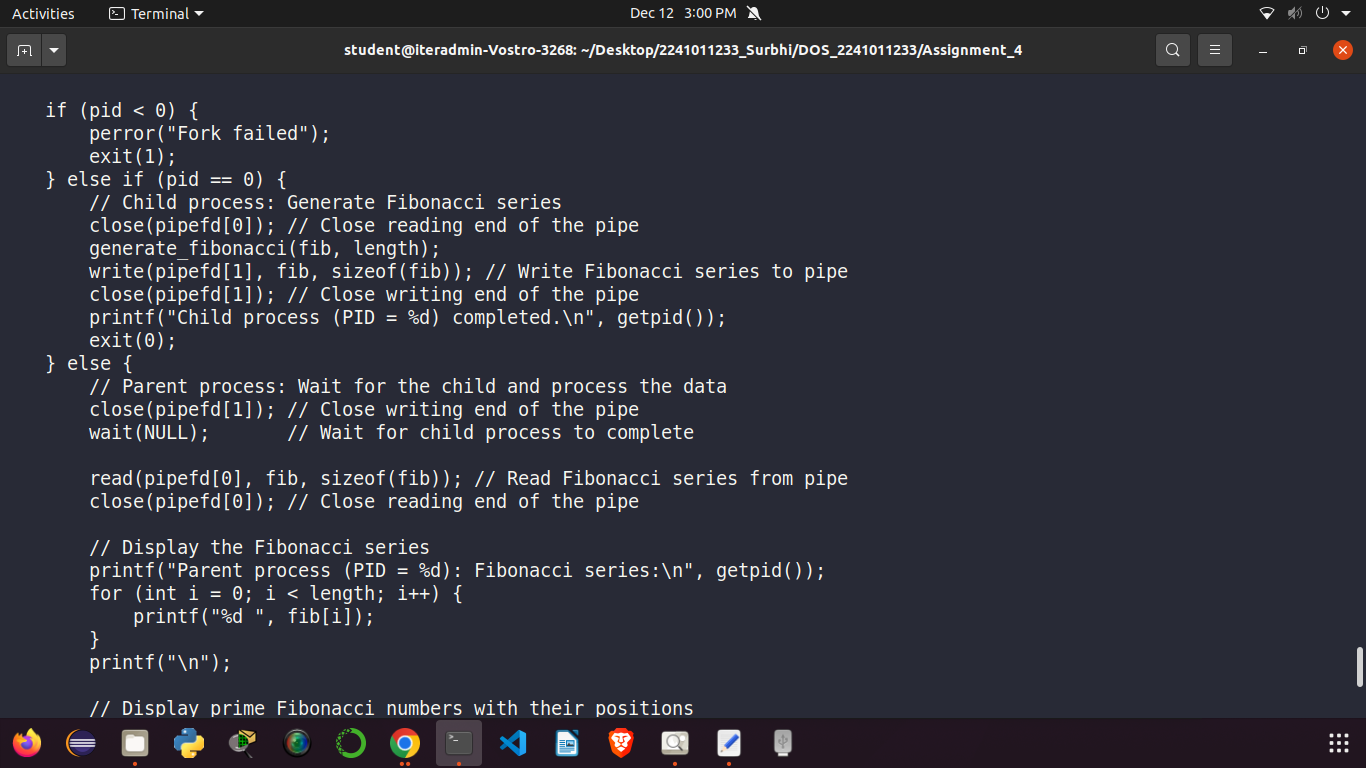 Activities Terminal Dec 12 3:00 PM
student@iteradmin-Vostro-3268: ~/Desktop/2241011233_Surbhi/DOS_2241011233/Assignment_4
    if (pid < 0) {
        perror("Fork failed");
        exit(1);
    } else if (pid == 0) {
        // Child process: Generate Fibonacci series
        close(pipefd[0]); // Close reading end of the pipe
        generate_fibonacci(fib, length);
        write(pipefd[1], fib, sizeof(fib)); // Write Fibonacci series to pipe
        close(pipefd[1]); // Close writing end of the pipe
        printf("Child process (PID = %d) completed.\n", getpid());
        exit(0);
    } else {
        // Parent process: Wait for the child and process the data
        close(pipefd[1]); // Close writing end of the pipe
        wait(NULL);       // Wait for child process to complete

        read(pipefd[0], fib, sizeof(fib)); // Read Fibonacci series from pipe
        close(pipefd[0]); // Close reading end of the pipe

        // Display the Fibonacci series
        printf("Parent process (PID = %d): Fibonacci series:\n", getpid());
        for (int i = 0; i < length; i++) {
            printf("%d ", fib[i]);
        }
        printf("\n");

        // Display prime Fibonacci numbers with their positions